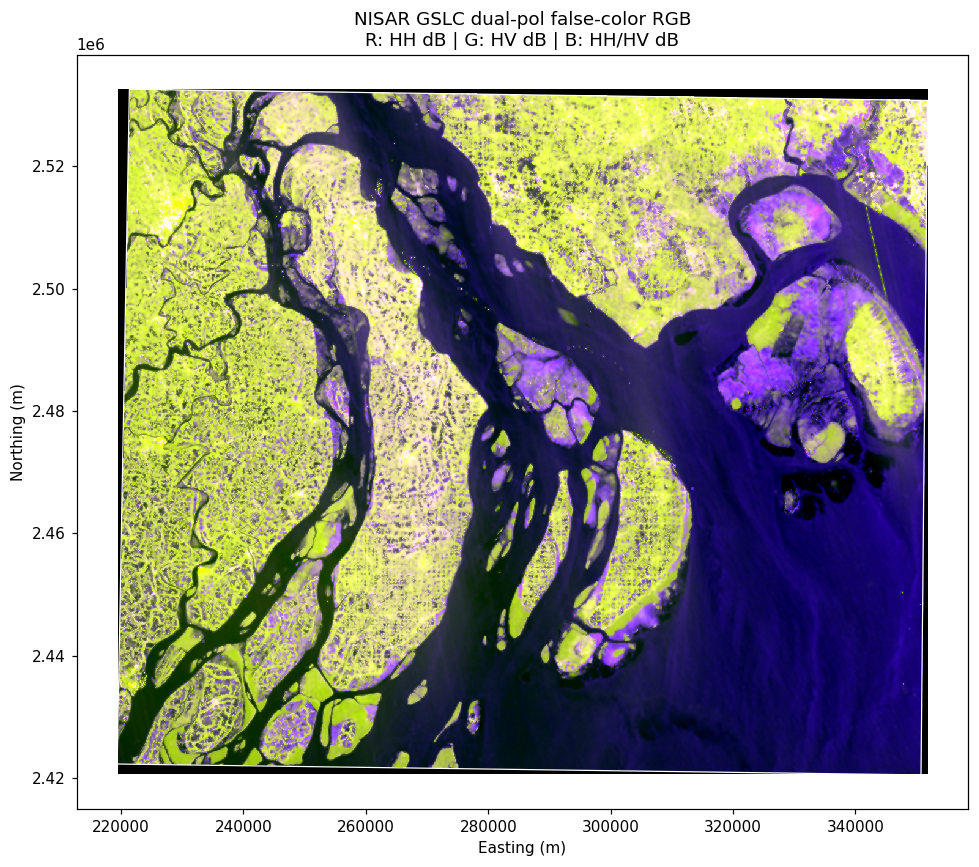 NISAR GSLC dual-pol false-color RGB
R: HH dB | G: HV dB | B: HH/HV dB
1e6
2.52
2.50
2.48
2.46
2.44
2.42
Northing (m)
220000 240000 260000 280000 300000 320000 340000
Easting (m)